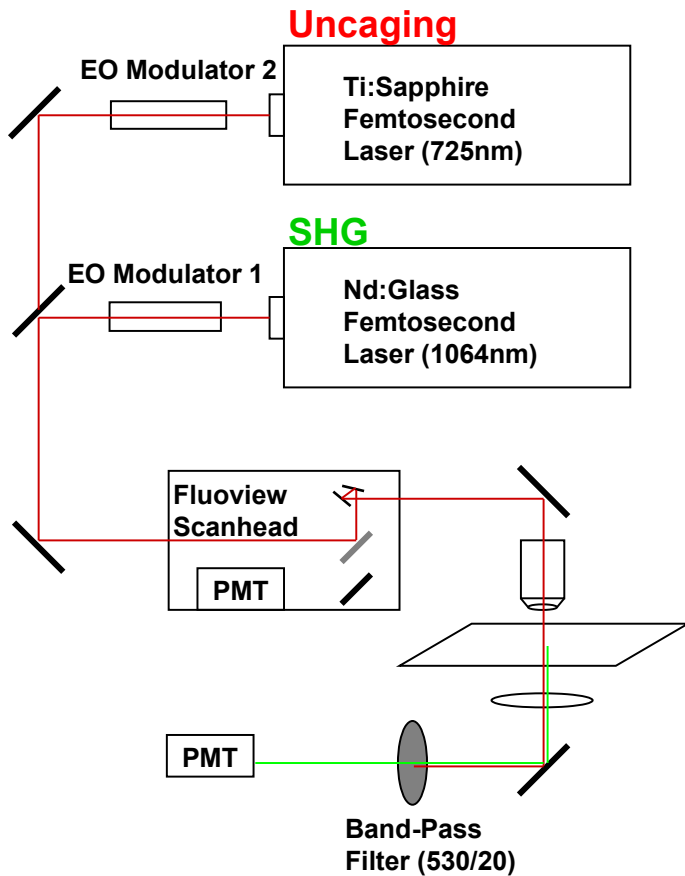 Uncaging
EO Modulator 2
Ti:Sapphire
Femtosecond
Laser (725nm)
SHG
EO Modulator 1
Nd:Glass
Femtosecond
Laser (1064nm)
Fluoview
Scanhead
PMT
PMT
Band-Pass
Filter (530/20)